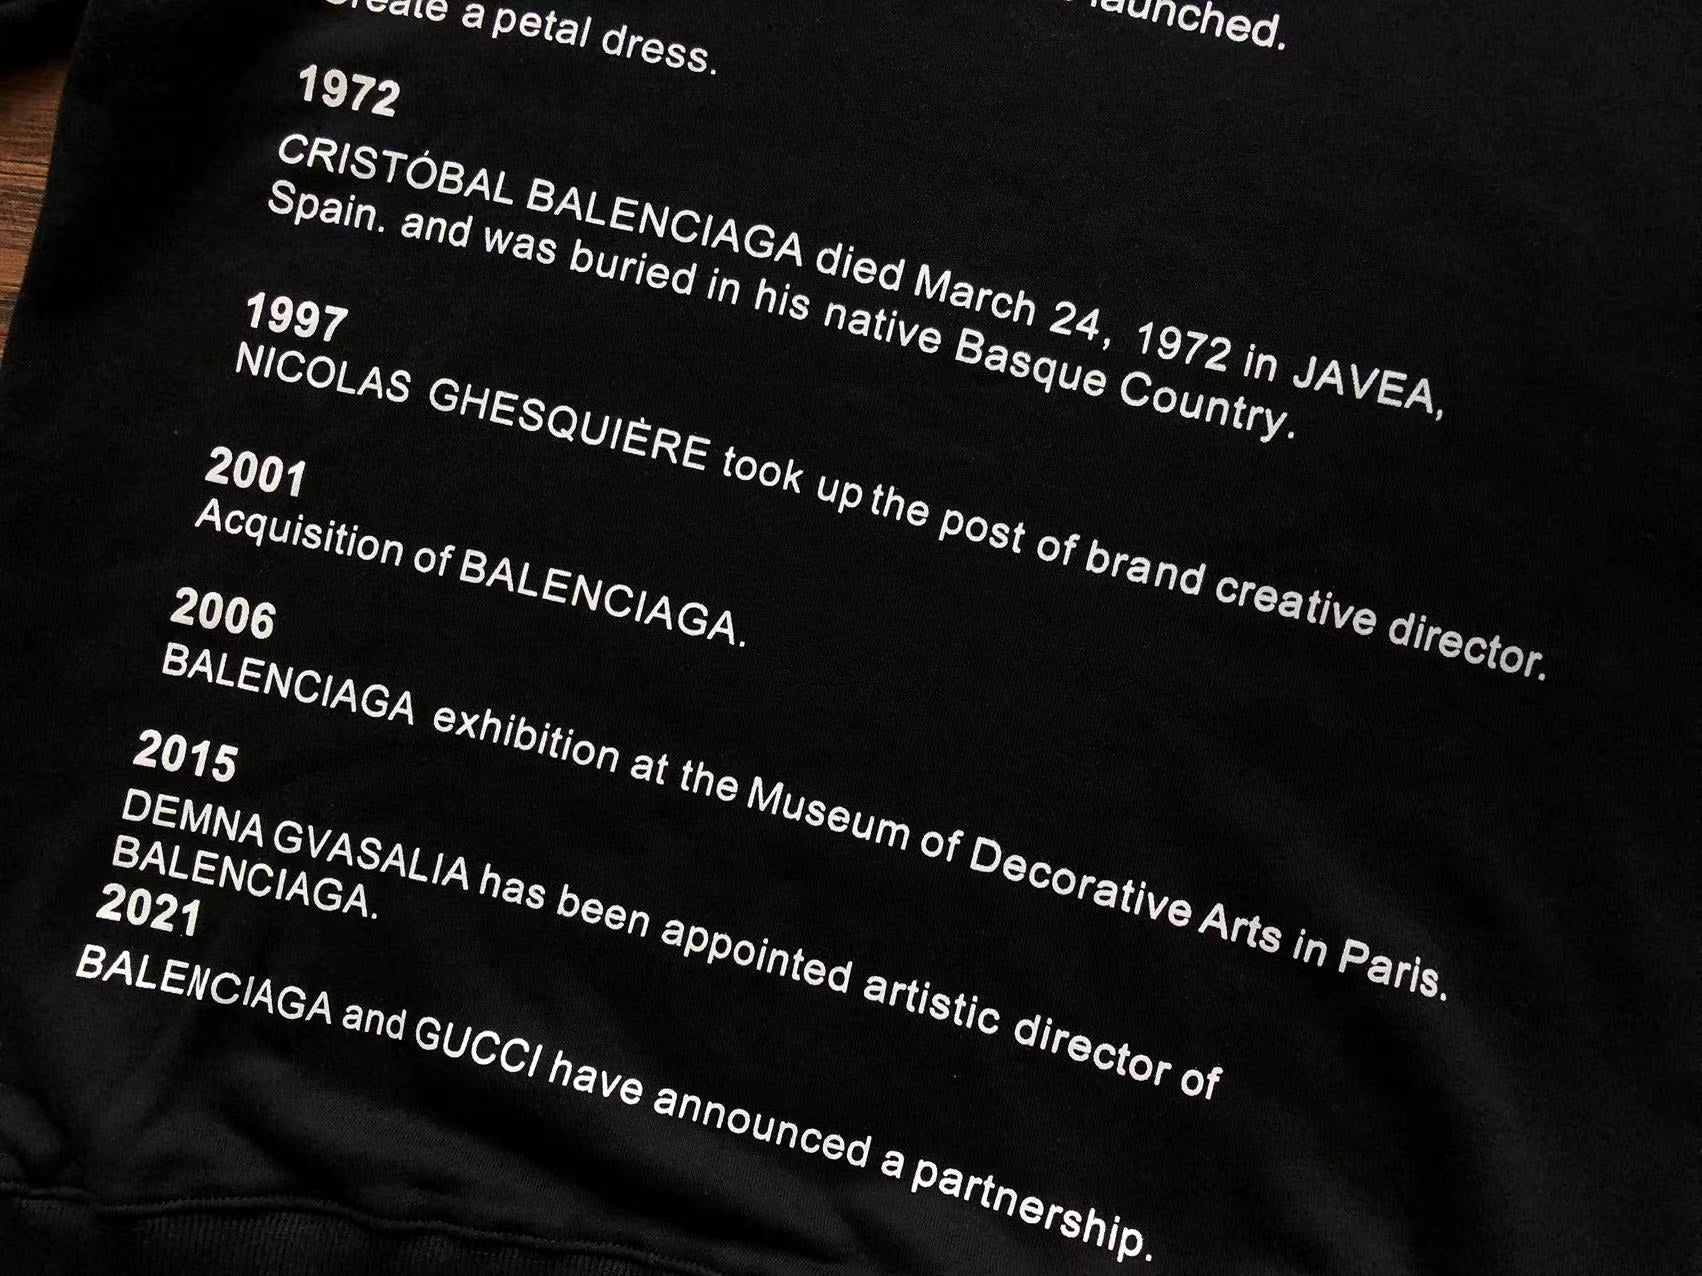 launched.
Create a petal dress.
1972
CRISTÓBAL BALENCIAGA died March 24, 1972 in JAVEA,
Spain. and was buried in his native Basque Country.
1997
NICOLAS GHESQUIÈRE took up the post of brand creative director.
2001
Acquisition of BALENCIAGA.
2006
BALENCIAGA exhibition at the Museum of Decorative Arts in Paris.
2015
DEMNA GVASALIA has been appointed artistic director of
BALENCIAGA.
2021
BALENCIAGA and GUCCI have announced a partnership.